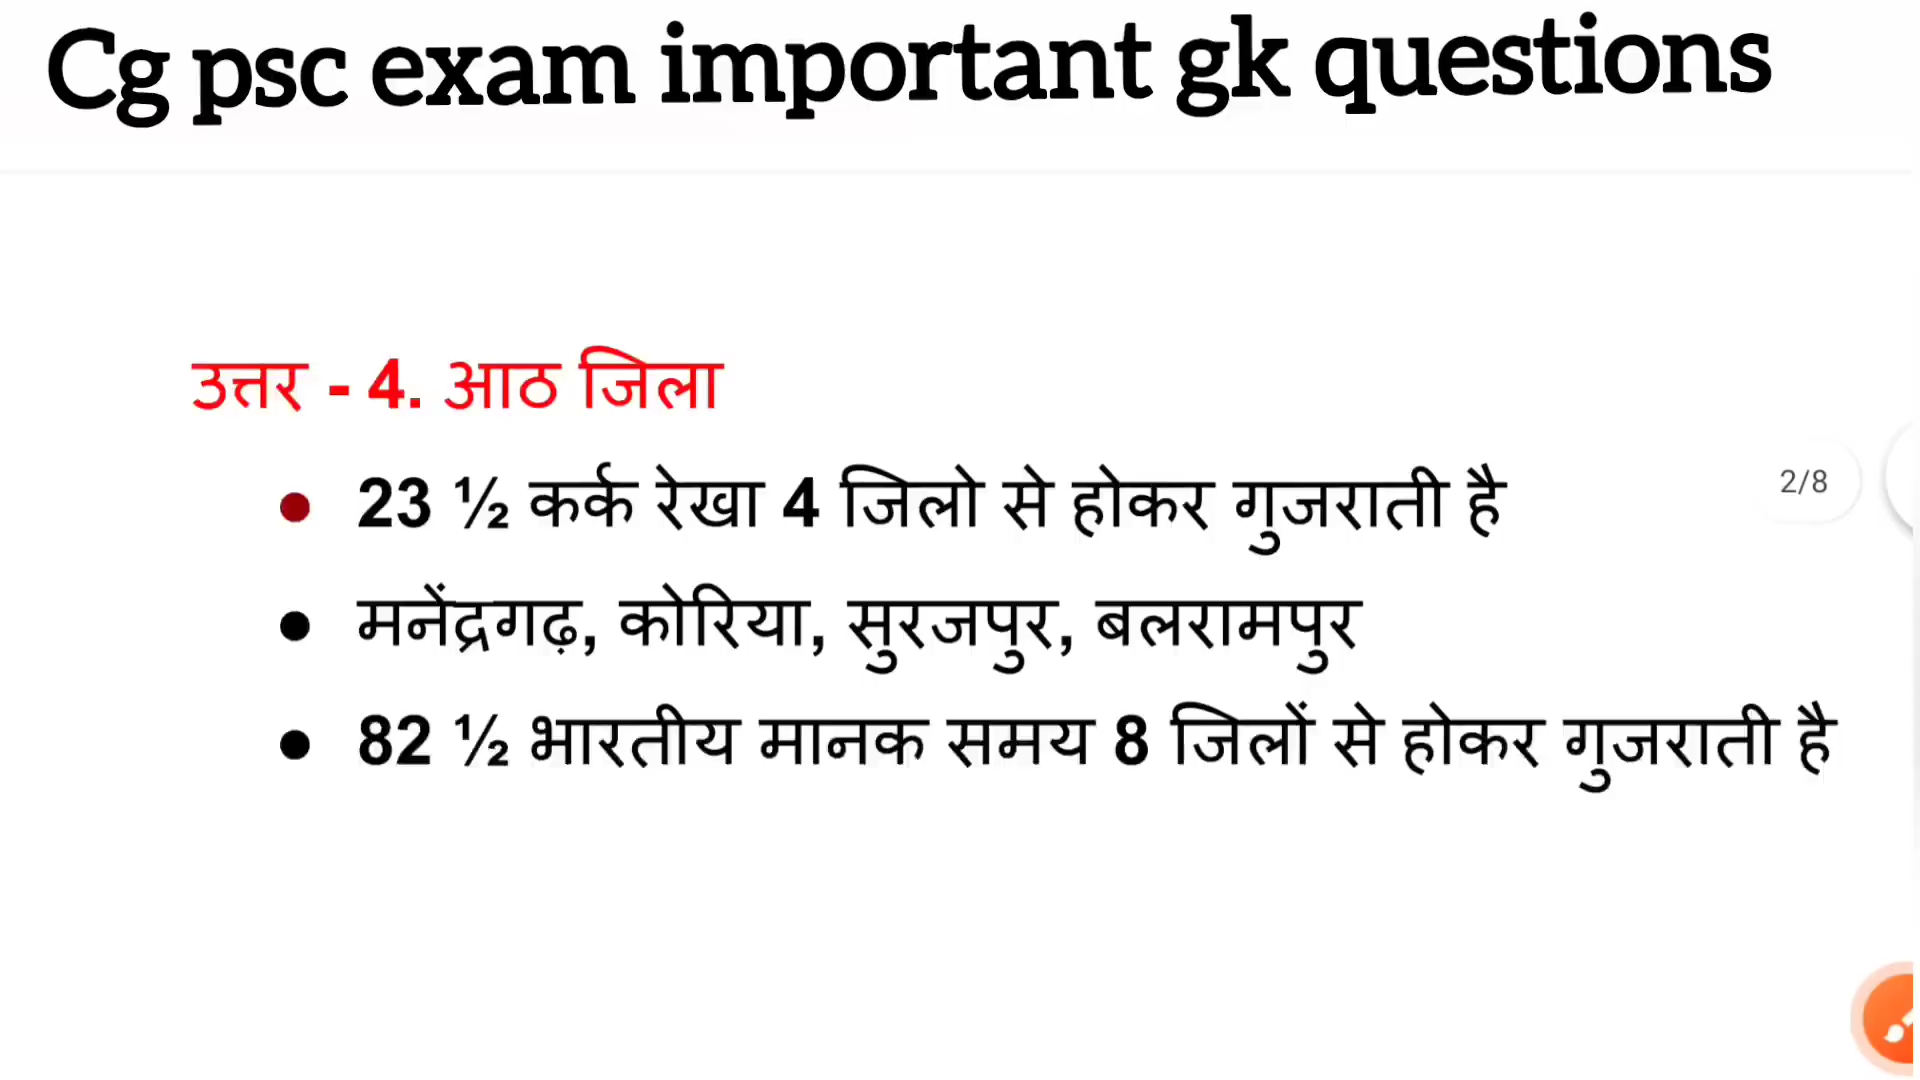 Cg psc exam important gk questions
उत्तर - 4. आठ जिला
23 ½ कर्क रेखा 4 जिलो से होकर गुजराती है
2/8
मनेंद्रगढ़, कोरिया, सुरजपुर, बलरामपुर
82 ½ भारतीय मानक समय 8 जिलों से होकर गुजराती है